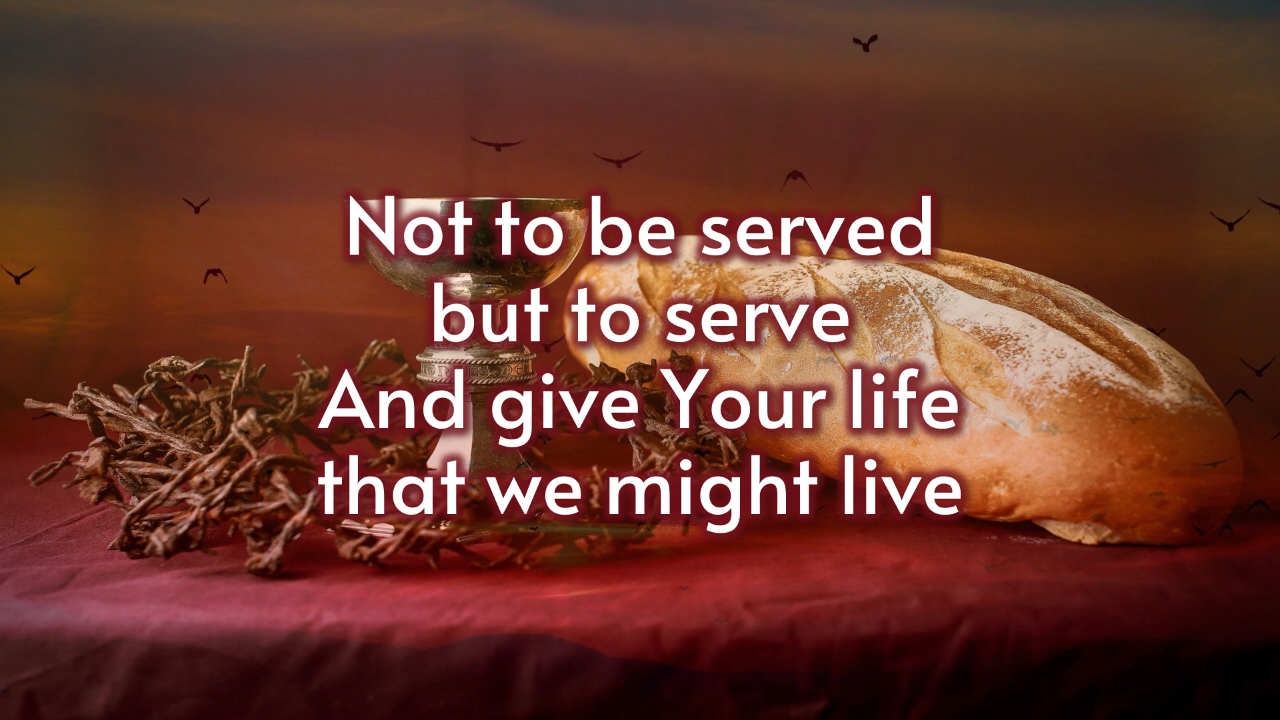 Not to be served
but to serve
And give Your life
that we might live